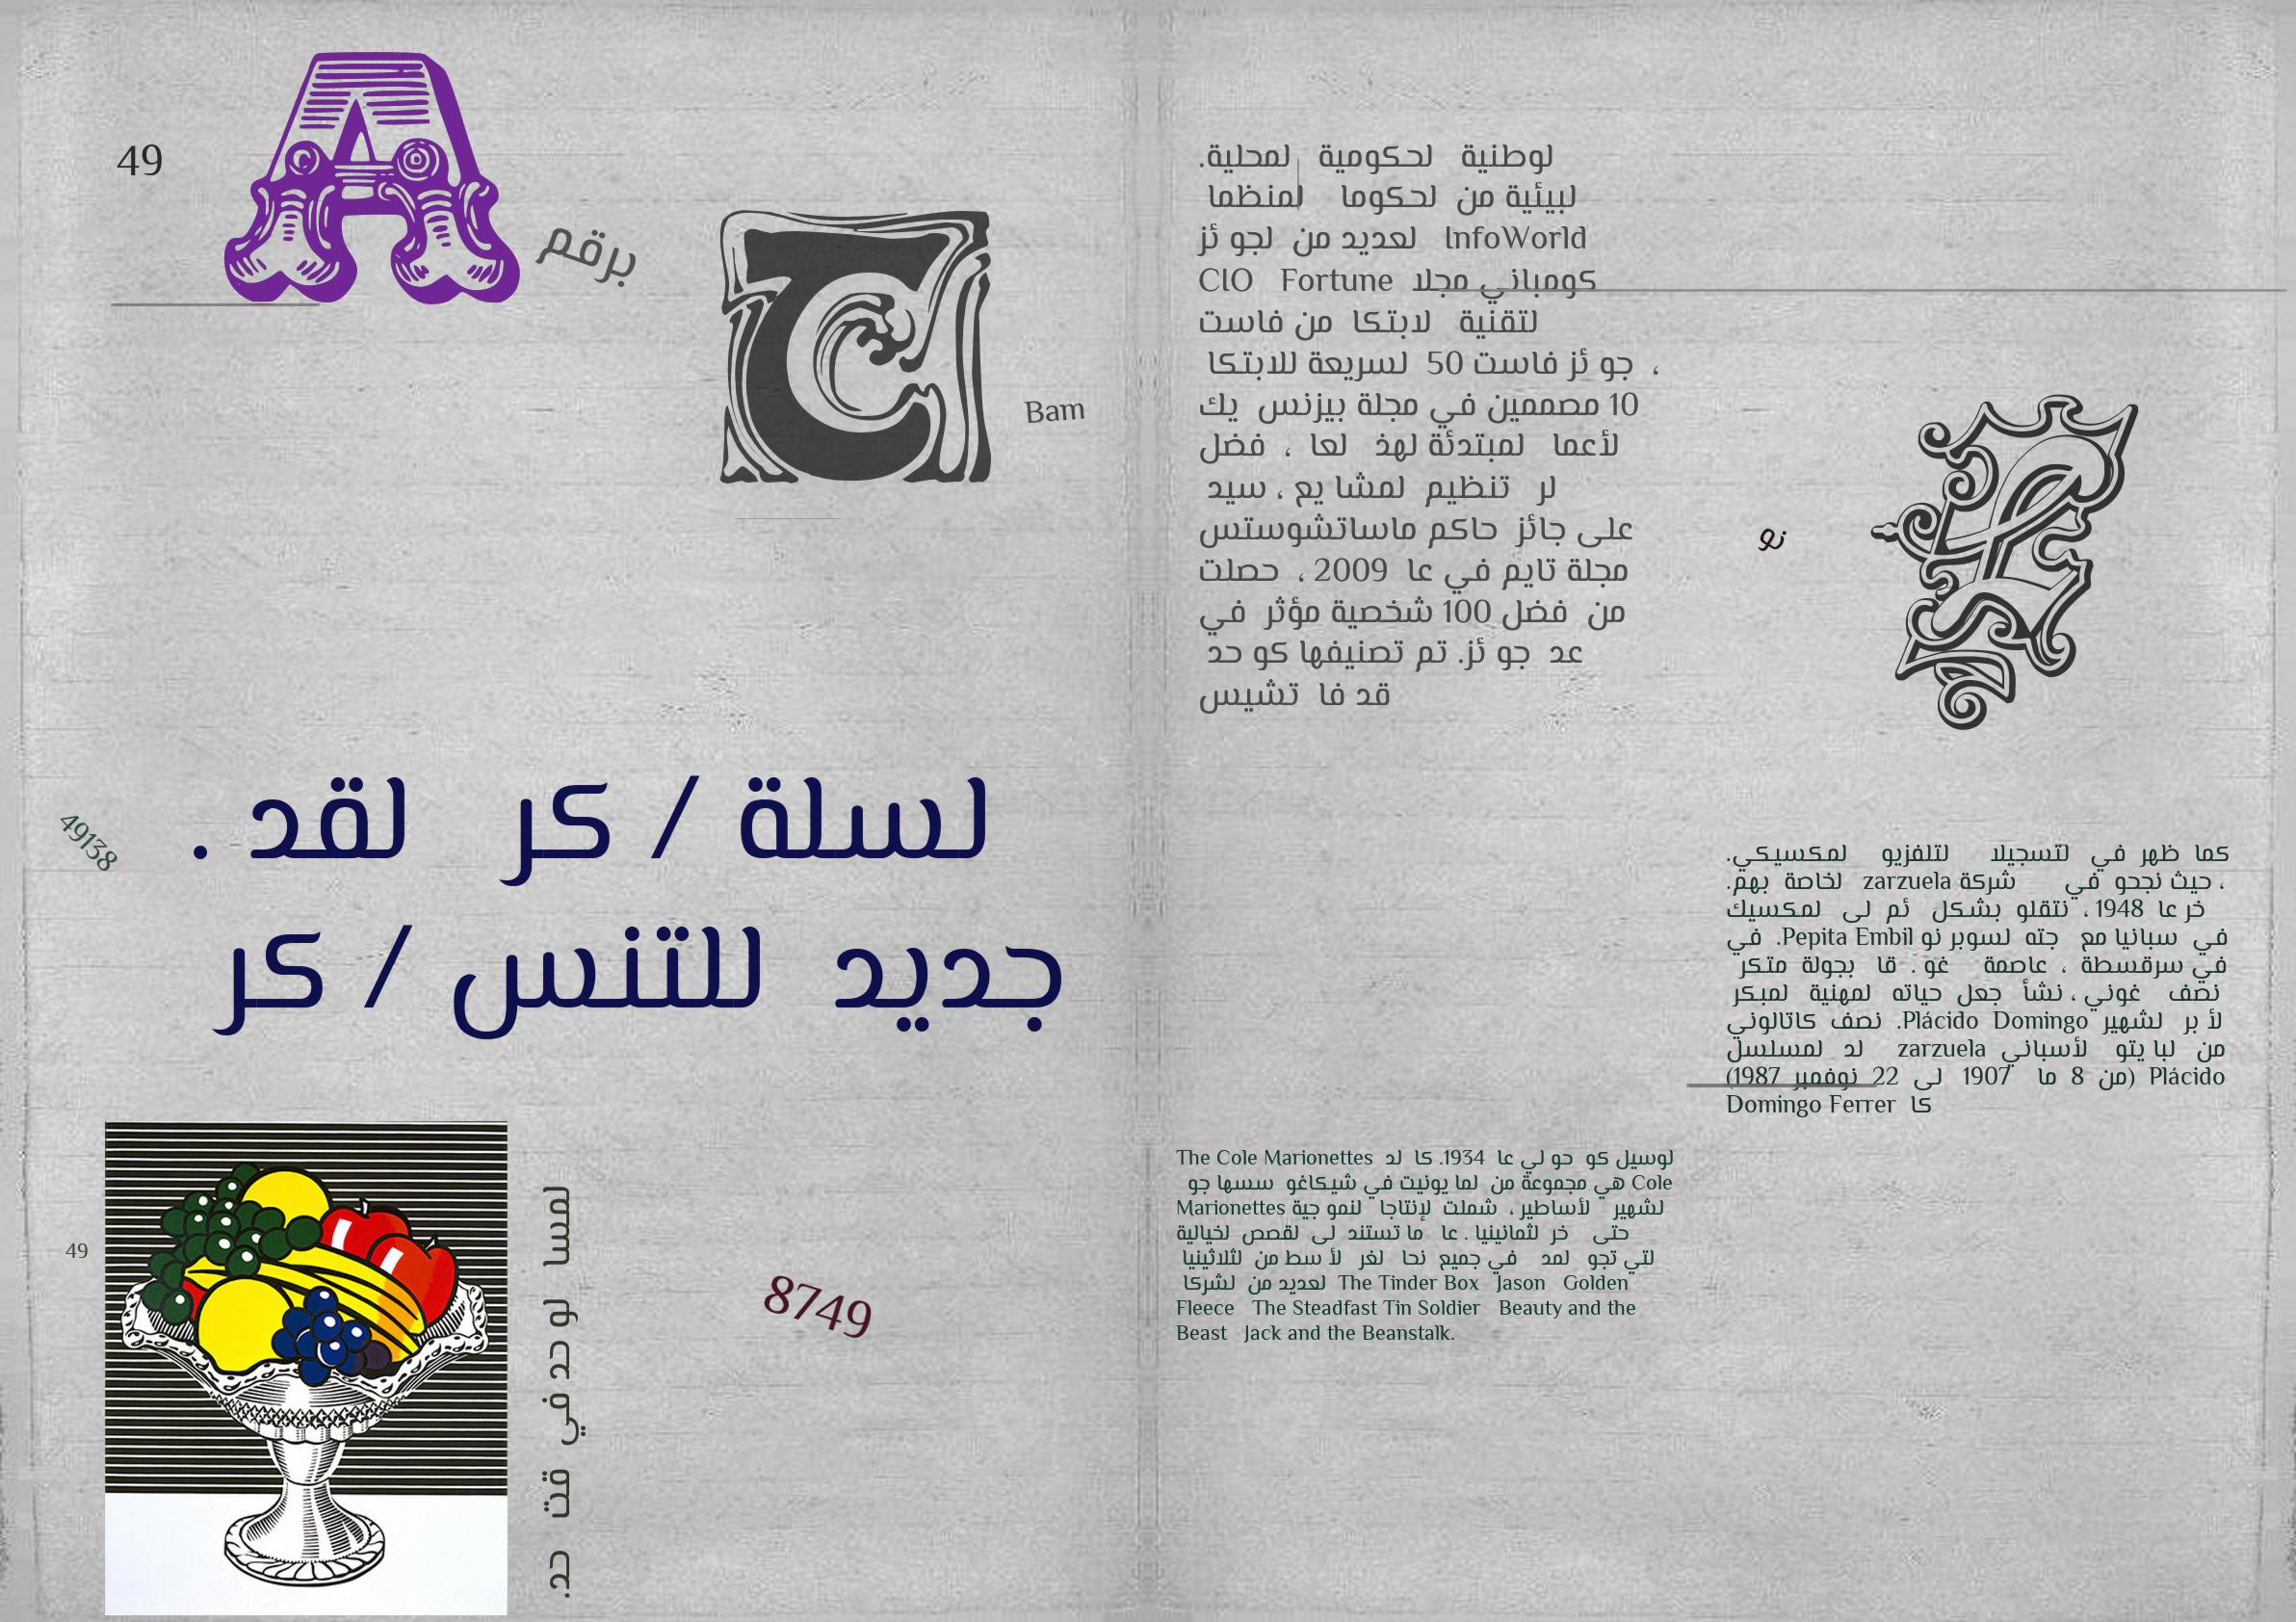 49
A
برقم
C
Bam
لوطنية لحكومية لمحلية.
لبيئية من لحكوما لمنظما
InfoWorld لعديد من لجو ئز
كومباني مجلا CIO Fortune
لتقنية لابتكا من فاست
، جو ئز فاست 50 لسريعة للابتكا
10 مصممين في مجلة بيزنس يك
لأعما لمبتدئة لهذ لعا ، فضل
لر تنظيم لمشا يع ، سيد
على جائز حاكم ماساتشوستس
مجلة تايم في عا 2009 ، حصلت
من فضل 100 شخصية مؤثر في
عد جو ئز. تم تصنيفها كو حد
قد فا تشيس
نو
لسلة / كر لقد .
جديد للتنس / كر
49138
كما ظهر في لتسجيلا لتلفزيو لمكسيكي.
، حيث نجحو في شركة zarzuela لخاصة بهم.
خر عا 1948 ، نتقلو بشكل ئم لى لمكسيك
في سبانيا مع جته لسوبر نو Pepita Embil. في
في سرقسطة ، عاصمة غو . قا بجولة متكر
نصف غوني ، نشأ جعل حياته لمهنية لمبكر
لأ بر لشهير Plácido Domingo. نصف كاتالوني
من لبا يتو لأسباني zarzuela لد لمسلسل
Plácido (من 8 ما 1907 لى 22 نوفمبر 1987)
Domingo Ferrer كا
لوسيل كو حو لي عا 1934. كا لد The Cole Marionettes
Cole هي مجموعة من لما يونيت في شيكاغو سسها جو
لشهير لأساطير ، شملت لإنتاجا لنمو جية Marionettes
حتى خر لثمانينيا . عا ما تستند لى لقصص لخيالية
لتي تجو لمد في جميع نحا لغر لأ سط من لثلاثينيا
لعديد من لشركا The Tinder Box Jason Golden
Fleece The Steadfast Tin Soldier Beauty and the
Beast Jack and the Beanstalk.
49
لمسا لو حد في قت حد.
8749